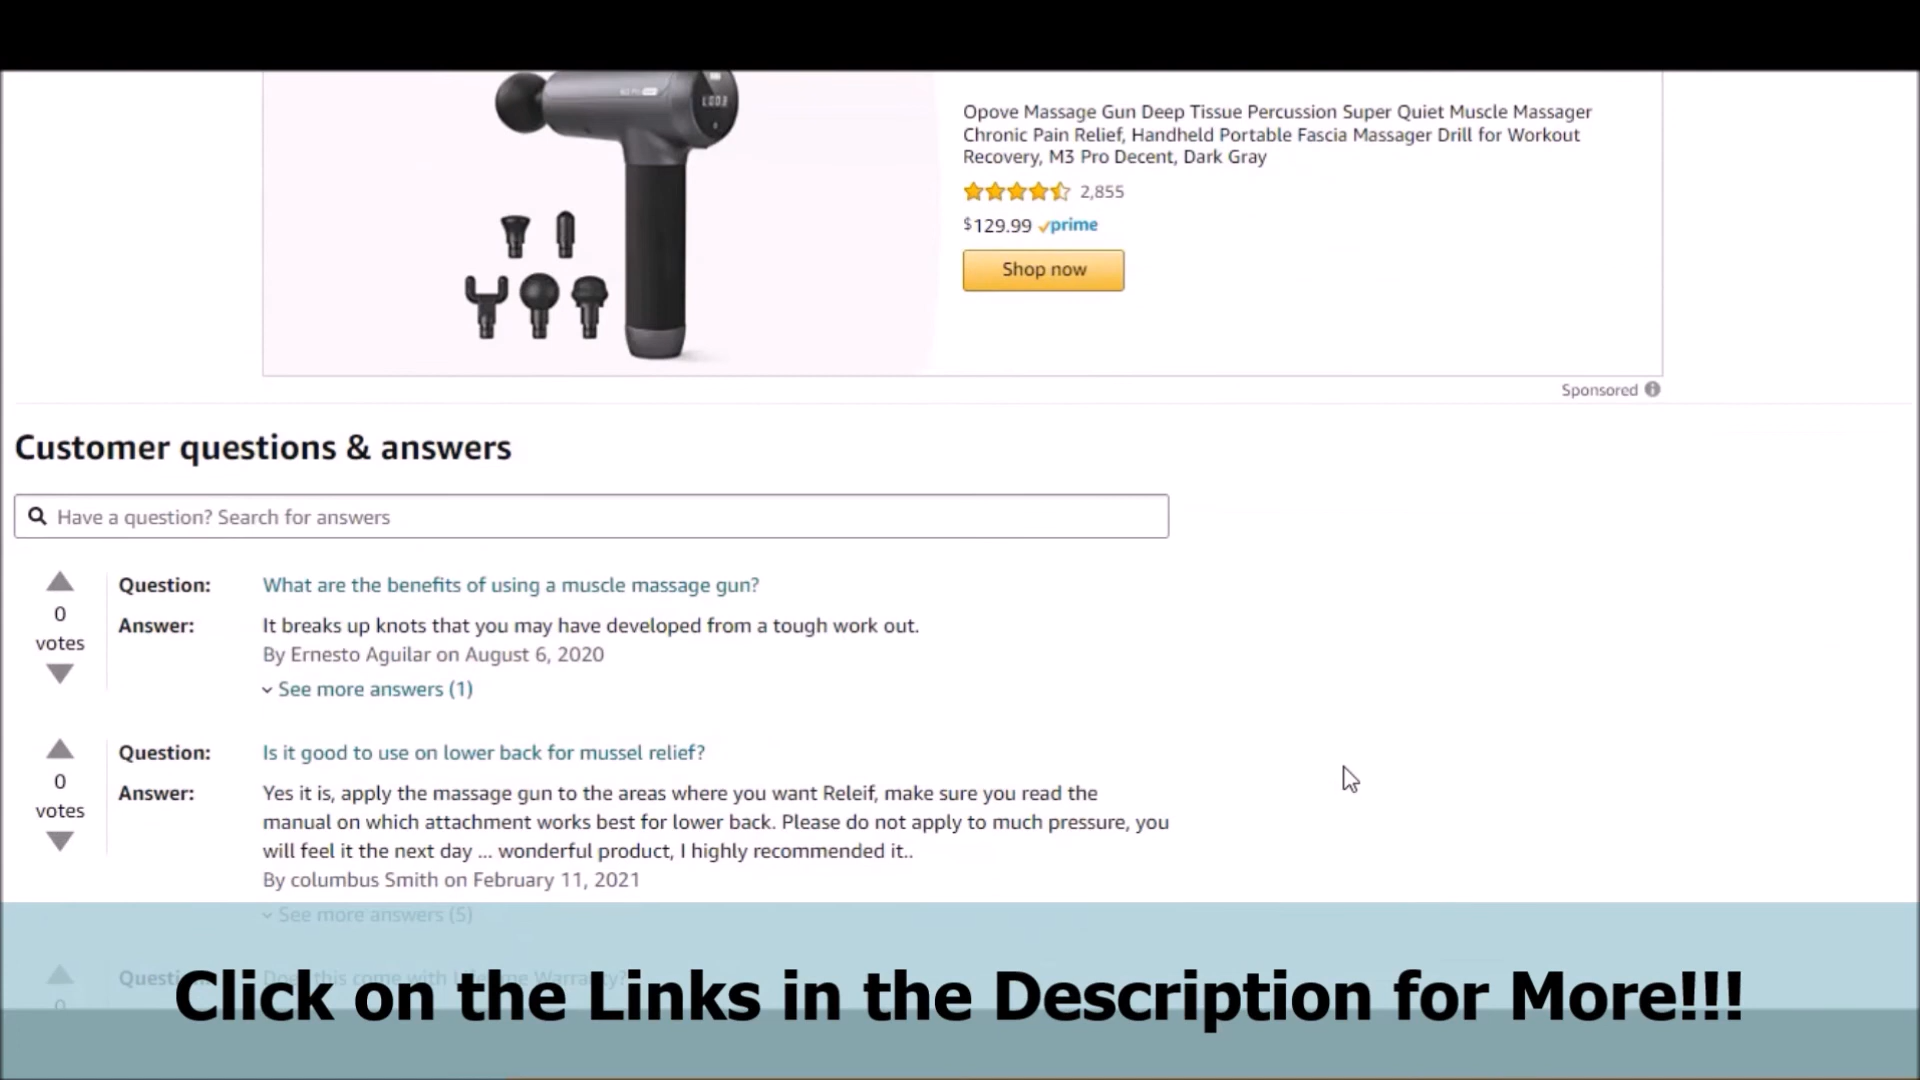 Opove Massage Gun Deep Tissue Percussion Super Quiet Muscle Massager
Chronic Pain Relief, Handheld Portable Fascia Massager Drill for Workout
Recovery, M3 Pro Decent, Dark Gray
2,855
$129.99 prime
Shop now
Sponsored
Customer questions & answers
Have a question? Search for answers
0
votes
Question: What are the benefits of using a muscle massage gun?
Answer: It breaks up knots that you may have developed from a tough work out.
By Ernesto Aguilar on August 6, 2020
See more answers (1)
0
votes
Question: Is it good to use on lower back for mussel relief?
Answer: Yes it is, apply the massage gun to the areas where you want Releif, make sure you read the
manual on which attachment works best for lower back. Please do not apply to much pressure, you
will feel it the next day ... wonderful product, I highly recommended it..
By columbus Smith on February 11, 2021
See more answers (5)
Click on the Links in the Description for More!!!